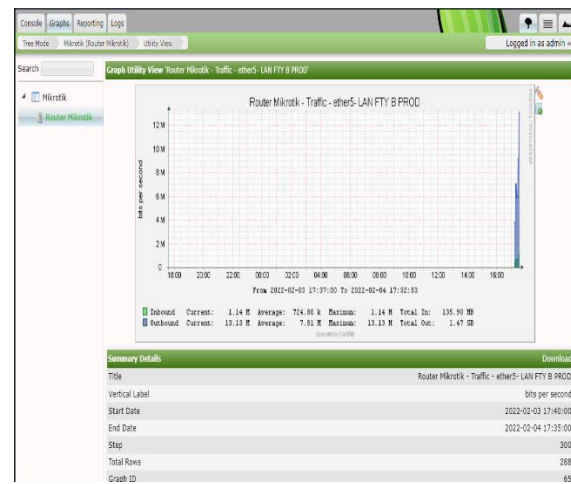 Console Graphs Reporting Logs
Tree Mode Mikrotik (Router Mikrotik) Utility View
Logged in as admin
Search
Graph Utility View 'Router Mikrotik - Traffic - ether5- LAN FTY B PROD'
Mikrotik
Router Mikrotik
Router Mikrotik - Traffic - ether5- LAN FTY B PROD
bits per second
12 M
10 M
8 M
6 M
4 M
2 M
0
18:00 20:00 22:00 00:00 02:00 04:00 06:00 08:00 10:00 12:00 14:00 16:00
From 2022-02-03 17:37:00 To 2022-02-04 17:32:33
Inbound Current: 1.14 M Average: 724.80 k Maximum: 1.14 M Total In: 135.90 MB
Outbound Current: 13.13 M Average: 7.81 M Maximum: 13.13 M Total Out: 1.47 GB
Summary Details Download
Title Router Mikrotik - Traffic - ether5- LAN FTY B PROD
Vertical Label bits per second
Start Date 2022-02-03 17:40:00
End Date 2022-02-04 17:35:00
Step 300
Total Rows 288
Graph ID 65